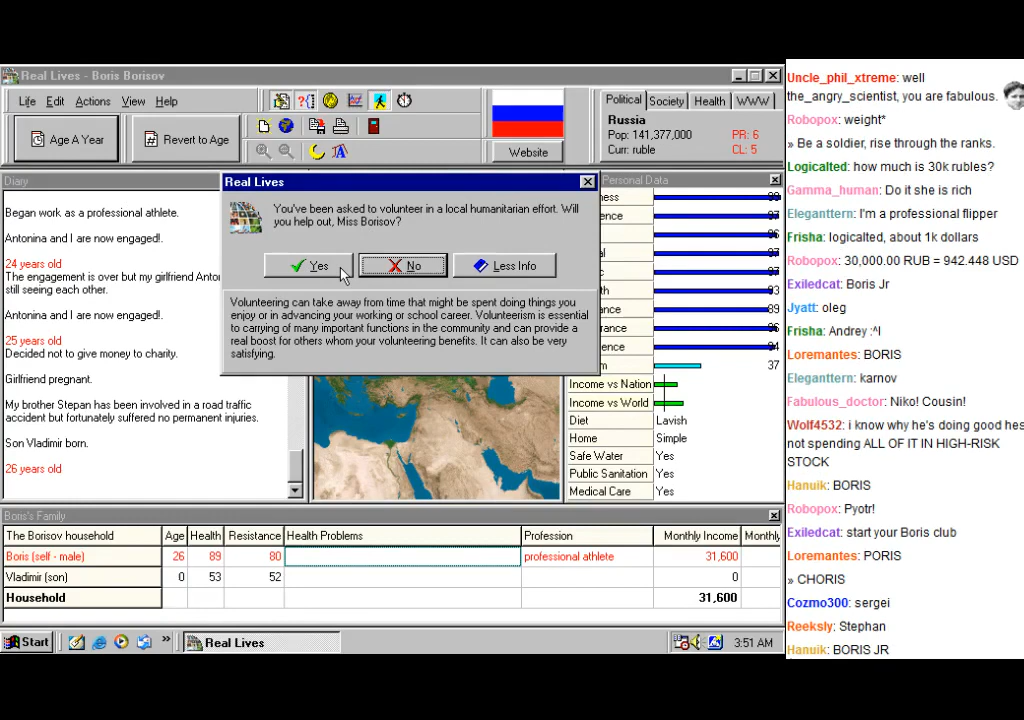 Real Lives - Boris Borisov
Life Edit Actions View Help
Age A Year
Revert to Age
Website
Political Society Health WWW
Russia
Pop: 141,377,000 PR: 6
Curr: ruble CL: 5
Diary
Began work as a professional athlete.
Antonina and I are now engaged!.
24 years old
The engagement is over but my girlfriend
still seeing each other.
Antonina and I are now engaged!.
25 years old
Decided not to give money to charity.
Girlfriend pregnant.
My brother Stepan has been involved in a road traffic
accident but fortunately suffered no permanent injuries.
Son Vladimir born.
26 years old
Real Lives
You've been asked to volunteer in a local humanitarian effort. Will
you help out, Miss Borisov?
Yes No Less Info
Volunteering can take away from time that might be spent doing things you
enjoy or in advancing your working or school career. Volunteerism is essential
to carrying of many important functions in the community and can provide a
real boost for others whom your volunteering benefits. It can also be very
satisfying.
Personal Data
37
Income vs Nation
Income vs World
Diet Lavish
Home Simple
Safe Water Yes
Public Sanitation Yes
Medical Care Yes
Boris's Family
The Borisov household Age Health Resistance Health Problems Profession Monthly Income
Boris (self - male) 26 89 80 professional athlete 31,600
Vladimir (son) 0 53 52 0
Household 31,600
Start Real Lives 3:51 AM
Uncle_phil_xtreme: well
the_angry_scientist, you are fabulous.
Robopox: weight*
» Be a soldier, rise through the ranks.
Logicalted: how much is 30k rubles?
Gamma_human: Do it she is rich
Eleganttern: I'm a professional flipper
Frisha: logicalted, about 1k dollars
Robopox: 30,000.00 RUB = 942.448 USD
Exiledcat: Boris Jr
Jyatt: oleg
Frisha: Andrey :^l
Loremantes: BORIS
Eleganttern: karnov
Fabulous_doctor: Niko! Cousin!
Wolf4532: i know why he's doing good hes
not spending ALL OF IT IN HIGH-RISK
STOCK
Hanuik: BORIS
Robopox: Pyotr!
Exiledcat: start your Boris club
Loremantes: PORIS
» CHORIS
Cozmo300: sergei
Reeksly: Stephan
Hanuik: BORIS JR